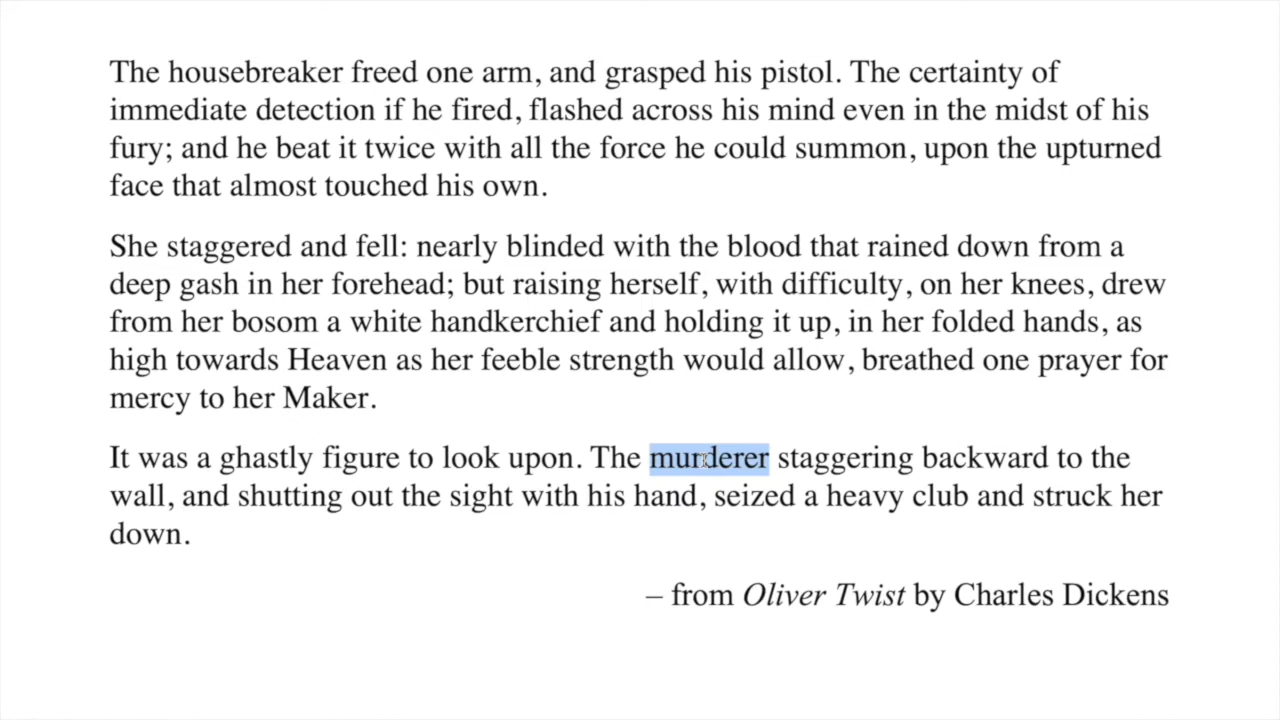 The housebreaker freed one arm, and grasped his pistol. The certainty of
immediate detection if he fired, flashed across his mind even in the midst of his
fury; and he beat it twice with all the force he could summon, upon the upturned
face that almost touched his own.
She staggered and fell: nearly blinded with the blood that rained down from a
deep gash in her forehead; but raising herself, with difficulty, on her knees, drew
from her bosom a white handkerchief and holding it up, in her folded hands, as
high towards Heaven as her feeble strength would allow, breathed one prayer for
mercy to her Maker.
It was a ghastly figure to look upon. The murderer staggering backward to the
wall, and shutting out the sight with his hand, seized a heavy club and struck her
down.
– from Oliver Twist by Charles Dickens